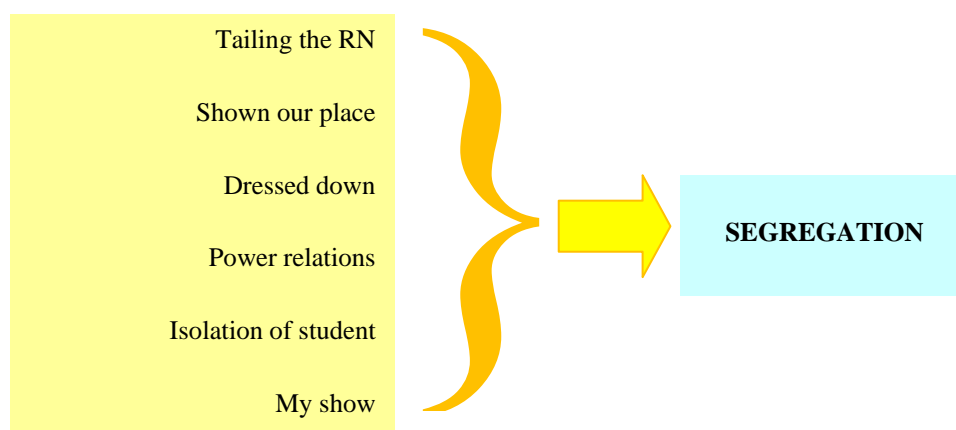 Tailing the RN
Shown our place
Dressed down
Power relations
Isolation of student
My show
SEGREGATION